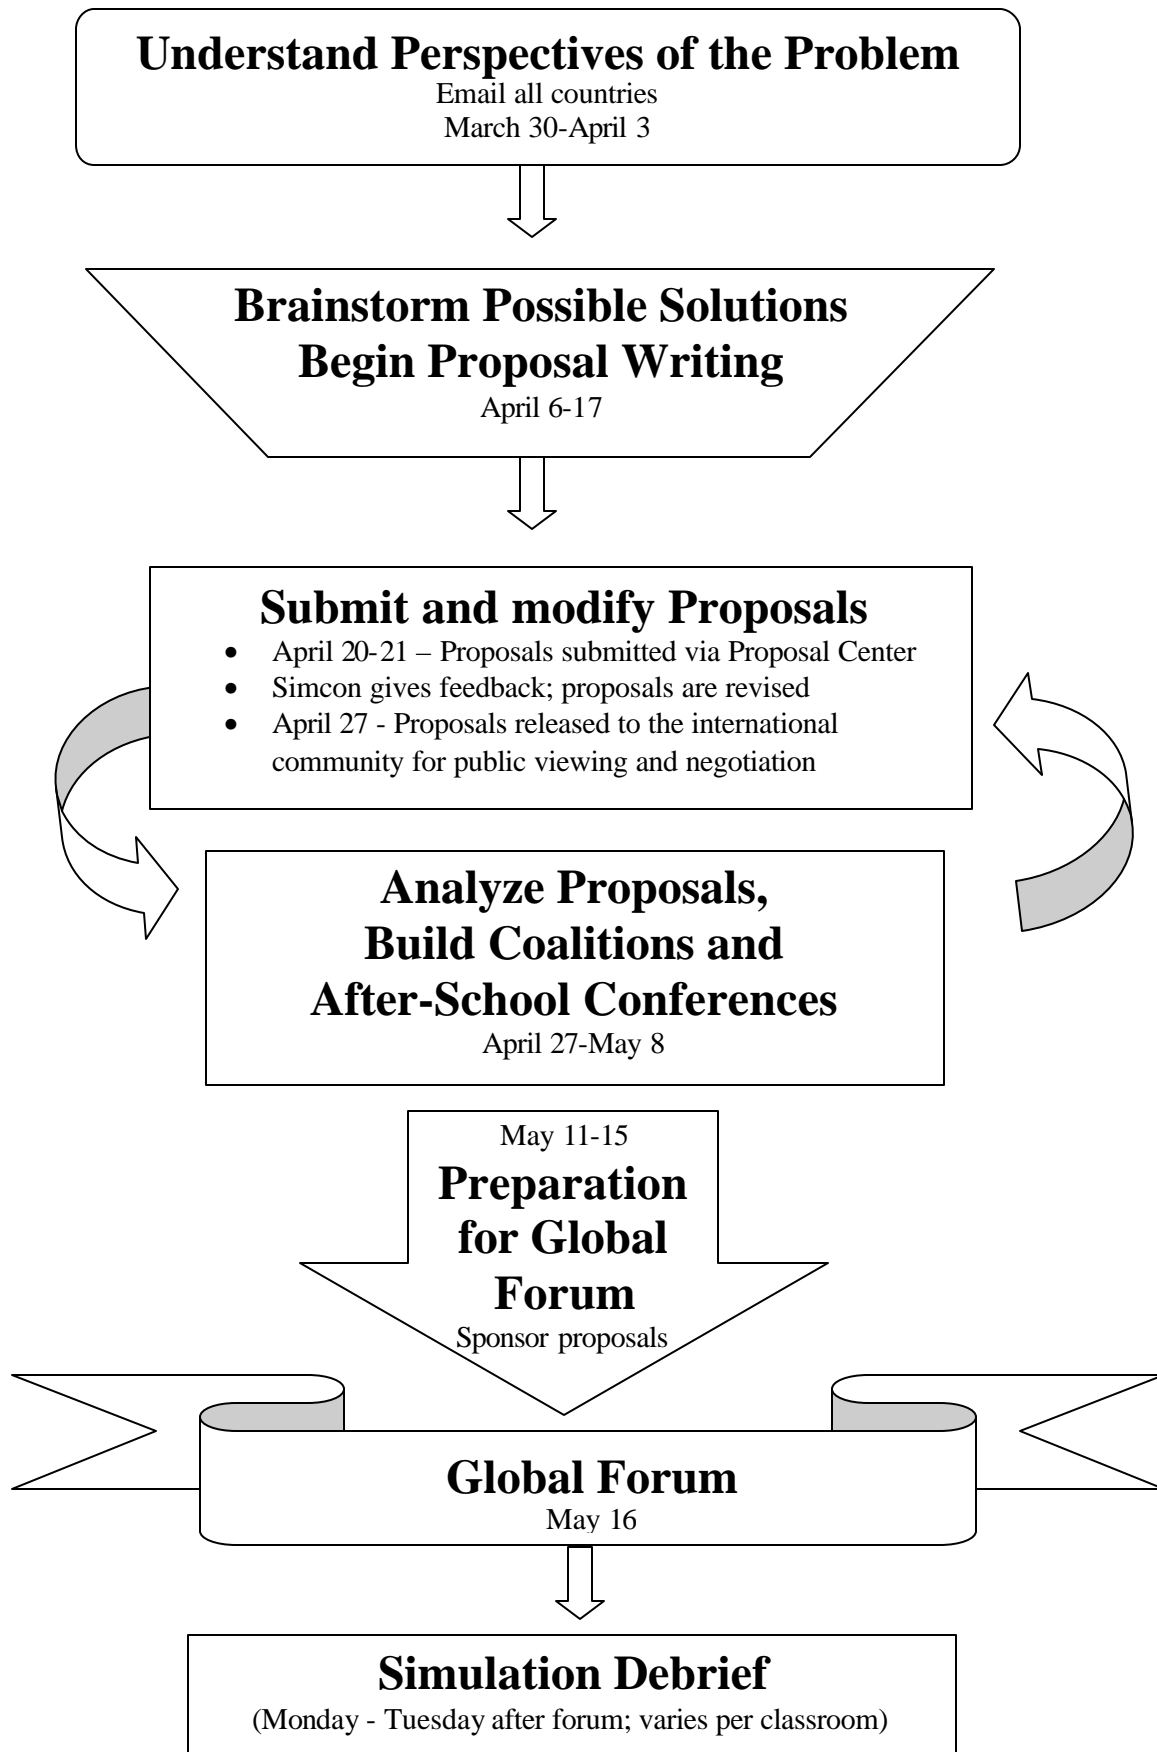 Understand Perspectives of the Problem
Email all countries
March 30-April 3
Brainstorm Possible Solutions
Begin Proposal Writing
April 6-17
Submit and modify Proposals
• April 20-21 – Proposals submitted via Proposal Center
• Simcon gives feedback; proposals are revised
• April 27 - Proposals released to the international
community for public viewing and negotiation
Analyze Proposals,
Build Coalitions and
After-School Conferences
April 27-May 8
May 11-15
Preparation
for Global
Forum
Sponsor proposals
Global Forum
May 16
Simulation Debrief
(Monday - Tuesday after forum; varies per classroom)